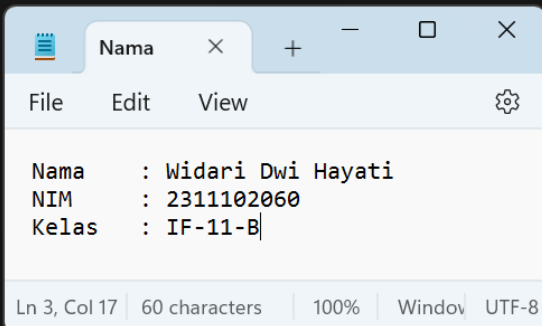 Nama
File Edit View
Nama : Widari Dwi Hayati
NIM : 2311102060
Kelas : IF-11-B
Ln 3, Col 17 60 characters 100% Window UTF-8